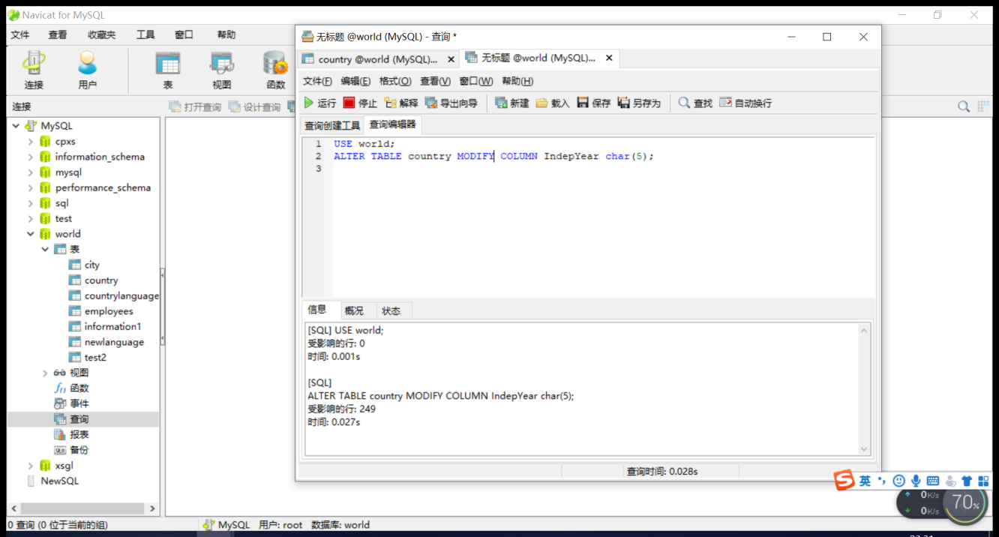 Navicat for MySQL
文件 查看 收藏夹 工具 窗口 帮助
连接 用户 表 视图 函数
连接
打开查询 设计查询
MySQL
cpxs
information_schema
mysql
performance_schema
sql
test
world
表
city
country
countrylanguage
employees
information1
newlanguage
test2
视图
函数
事件
查询
报表
备份
xsgl
NewSQL
无标题 @world (MySQL) - 查询 *
country @world (MySQL)... 无标题 @world (MySQL)...
文件(F) 编辑(E) 格式(O) 查看(V) 窗口(W) 帮助(H)
运行 停止 解释 导出向导 新建 载入 保存 另存为 查找 自动换行
查询创建工具 查询编辑器
1 USE world;
2 ALTER TABLE country MODIFY COLUMN IndepYear char(5);
3
信息 概况 状态
[SQL] USE world;
受影响的行: 0
时间: 0.001s
[SQL]
ALTER TABLE country MODIFY COLUMN IndepYear char(5);
受影响的行: 249
时间: 0.027s
查询时间: 0.028s
S 英
0K/s
0K/s
70%
0 查询 (0 位于当前的组) MySQL 用户: root 数据库: world